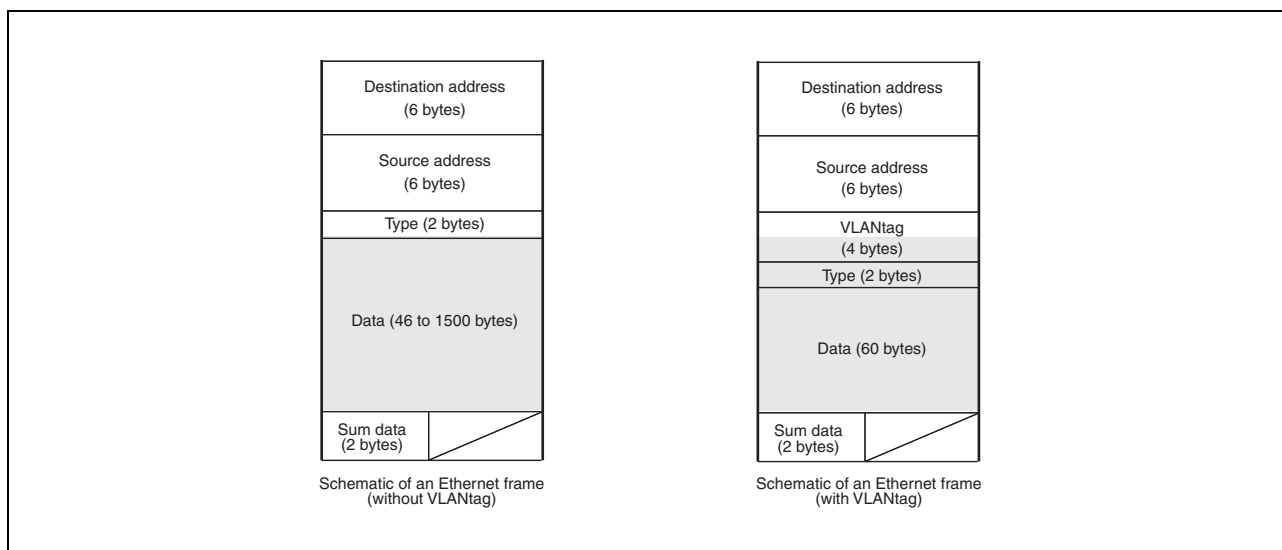 Destination address
(6 bytes)
Source address
(6 bytes)
Type (2 bytes)
Data (46 to 1500 bytes)
Sum data
(2 bytes)
Schematic of an Ethernet frame
(without VLANtag)
Destination address
(6 bytes)
Source address
(6 bytes)
VLANtag
(4 bytes)
Type (2 bytes)
Data (60 bytes)
Sum data
(2 bytes)
Schematic of an Ethernet frame
(with VLANtag)